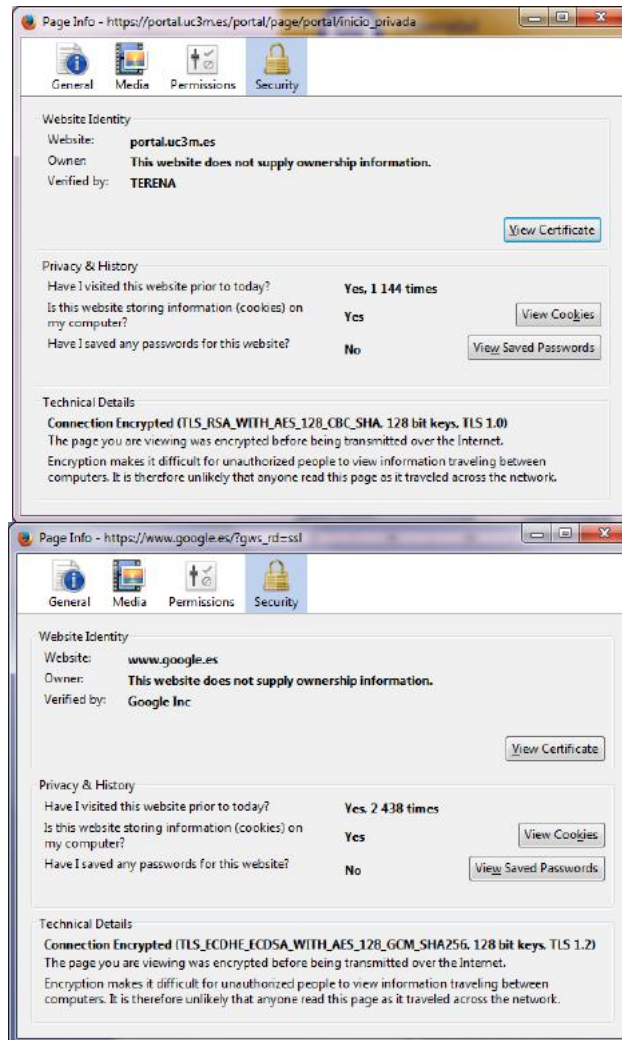 Page Info - https://portal.uc3m.es/portal/page/portal/inicio_privada
General Media Permissions Security
Website Identity
Website: portal.uc3m.es
Owner: This website does not supply ownership information.
Verified by: TERENA
View Certificate
Privacy & History
Have I visited this website prior to today? Yes, 1 144 times
Is this website storing information (cookies) on
my computer? Yes View Cookies
Have I saved any passwords for this website? No View Saved Passwords
Technical Details
Connection Encrypted (TLS_RSA_WITH_AES_128_CBC_SHA, 128 bit keys, TLS 1.0)
The page you are viewing was encrypted before being transmitted over the Internet.
Encryption makes it difficult for unauthorized people to view information traveling between
computers. It is therefore unlikely that anyone read this page as it traveled across the network.
Page Info - https://www.google.es/?gws_rd=ssl
General Media Permissions Security
Website Identity
Website: www.google.es
Owner: This website does not supply ownership information.
Verified by: Google Inc
View Certificate
Privacy & History
Have I visited this website prior to today? Yes, 2 438 times
Is this website storing information (cookies) on
my computer? Yes View Cookies
Have I saved any passwords for this website? No View Saved Passwords
Technical Details
Connection Encrypted (TLS_ECDHE_ECDSA_WITH_AES_128_GCM_SHA256, 128 bit keys, TLS 1.2)
The page you are viewing was encrypted before being transmitted over the Internet.
Encryption makes it difficult for unauthorized people to view information traveling between
computers. It is therefore unlikely that anyone read this page as it traveled across the network.